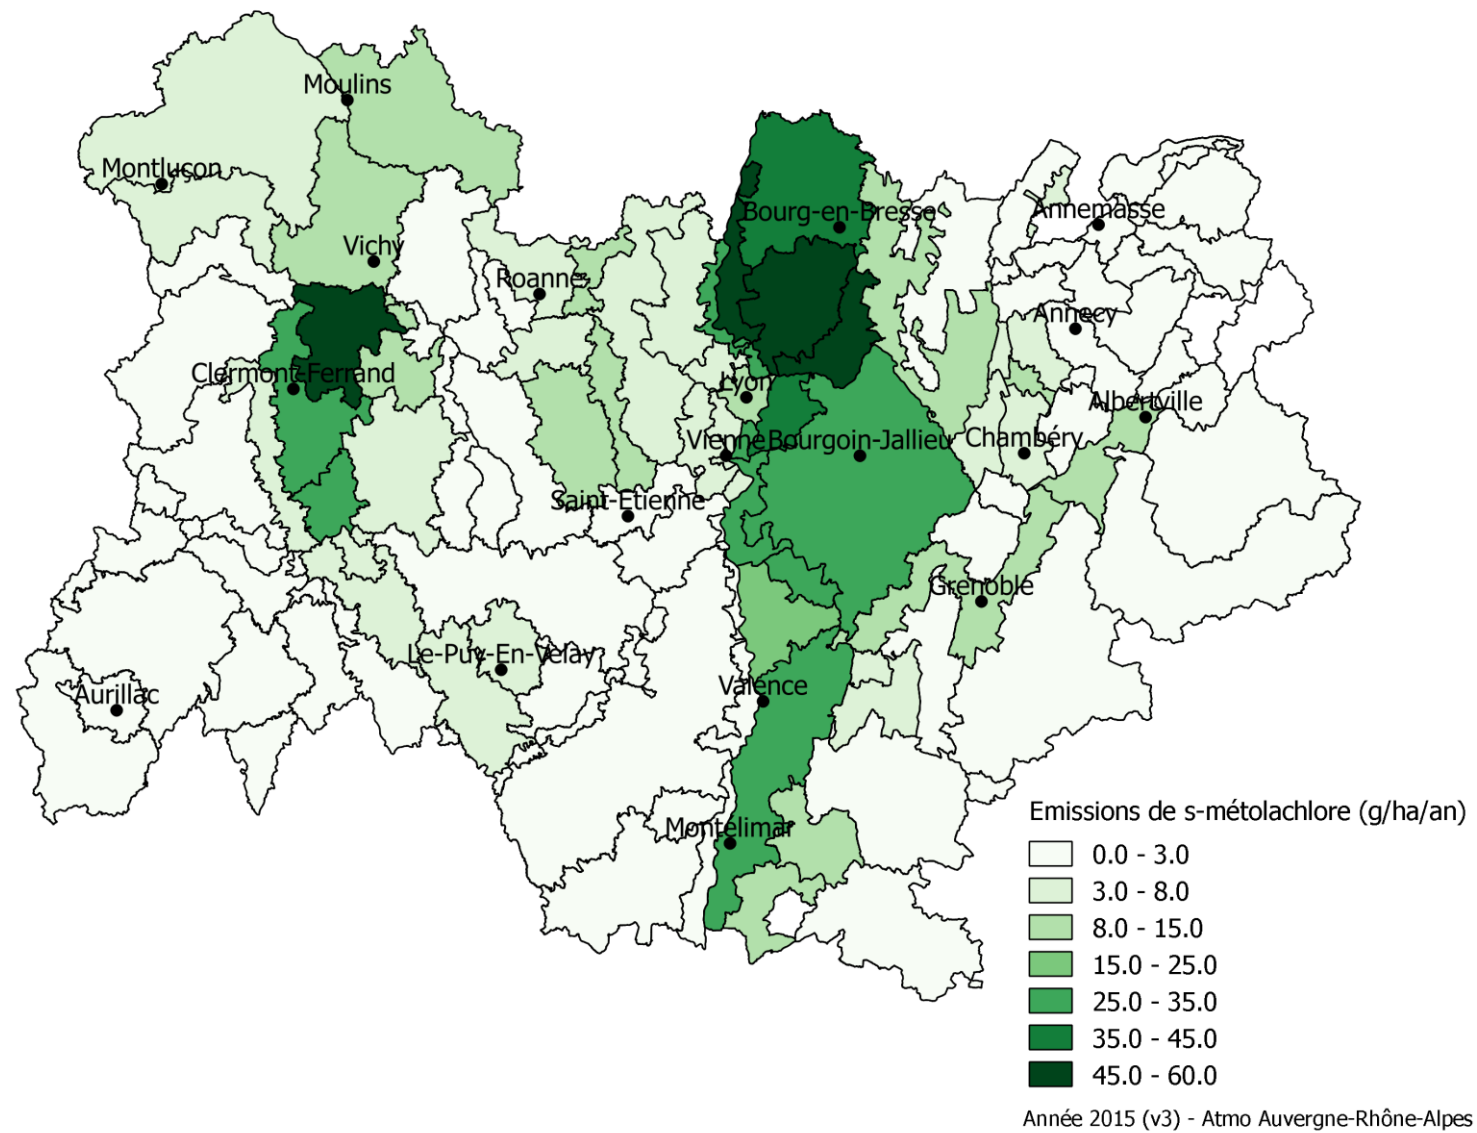 Moulins
Montluçon
Bourg-en-Bresse
Annemasse
Vichy
Roanne
Annecy
Clermont-Ferrand
Lyon
Albertville
Vienne
Bourgoin-Jallieu
Chambéry
Saint-Etienne
Grenoble
Le-Puy-En-Velay
Valence
Aurillac
Montelimar
Emissions de s-métolachlore (g/ha/an)
0.0 - 3.0
3.0 - 8.0
8.0 - 15.0
15.0 - 25.0
25.0 - 35.0
35.0 - 45.0
45.0 - 60.0
Année 2015 (v3) - Atmo Auvergne-Rhône-Alpes